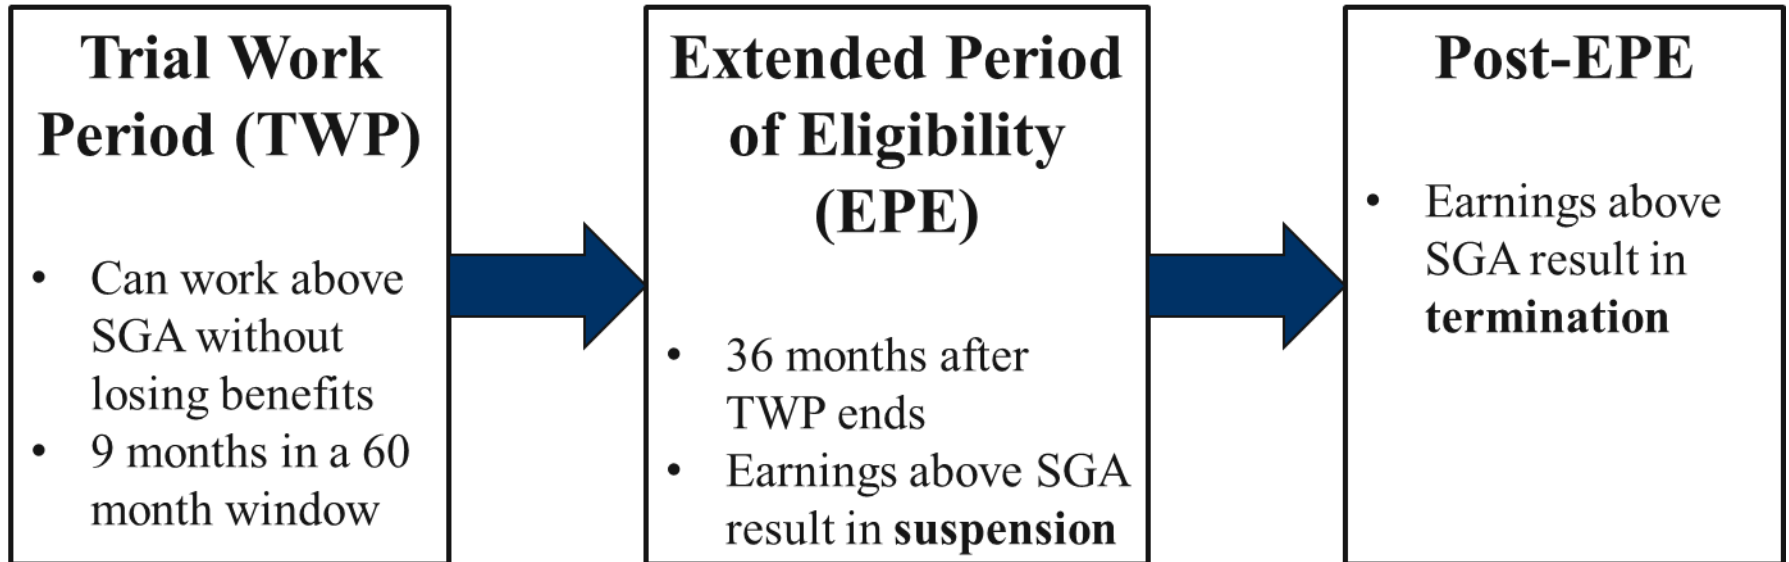 Trial Work
Period (TWP)
• Can work above
SGA without
losing benefits
• 9 months in a 60
month window
Extended Period
of Eligibility
(EPE)
• 36 months after
TWP ends
• Earnings above SGA
result in suspension
Post-EPE
• Earnings above
SGA result in
termination